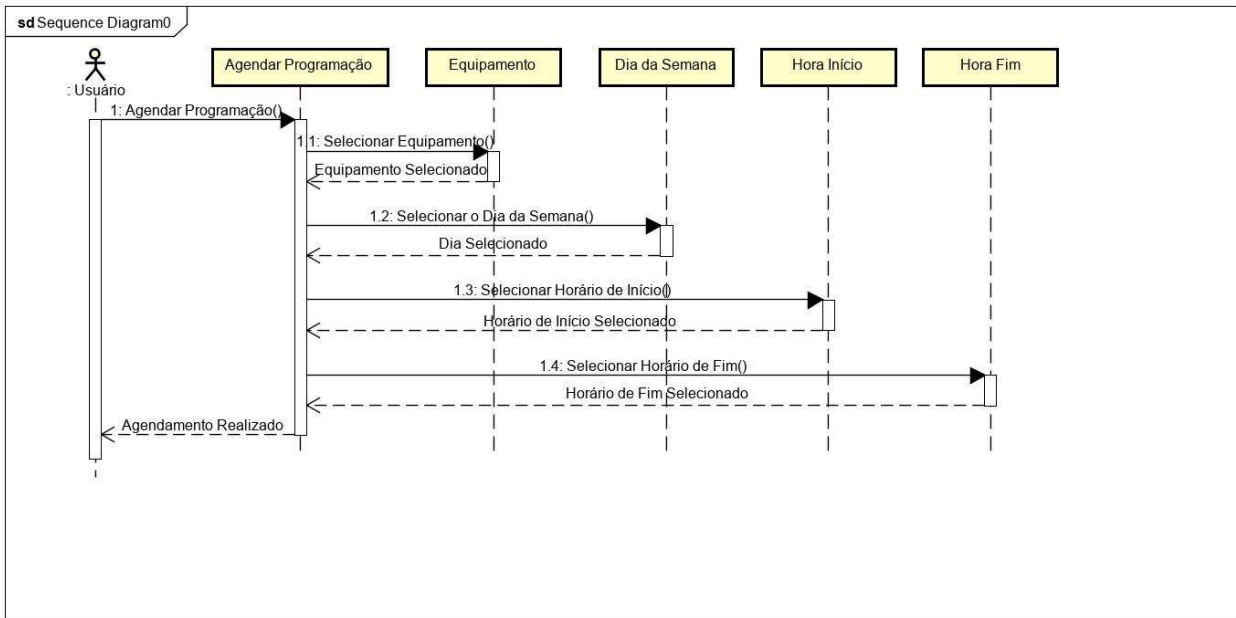 sd Sequence Diagram0
: Usuário
Agendar Programação
Equipamento
Dia da Semana
Hora Início
Hora Fim
1: Agendar Programação()
1.1: Selecionar Equipamento()
Equipamento Selecionado
1.2: Selecionar o Dia da Semana()
Dia Selecionado
1.3: Selecionar Horário de Início()
Horário de Início Selecionado
1.4: Selecionar Horário de Fim()
Horário de Fim Selecionado
Agendamento Realizado